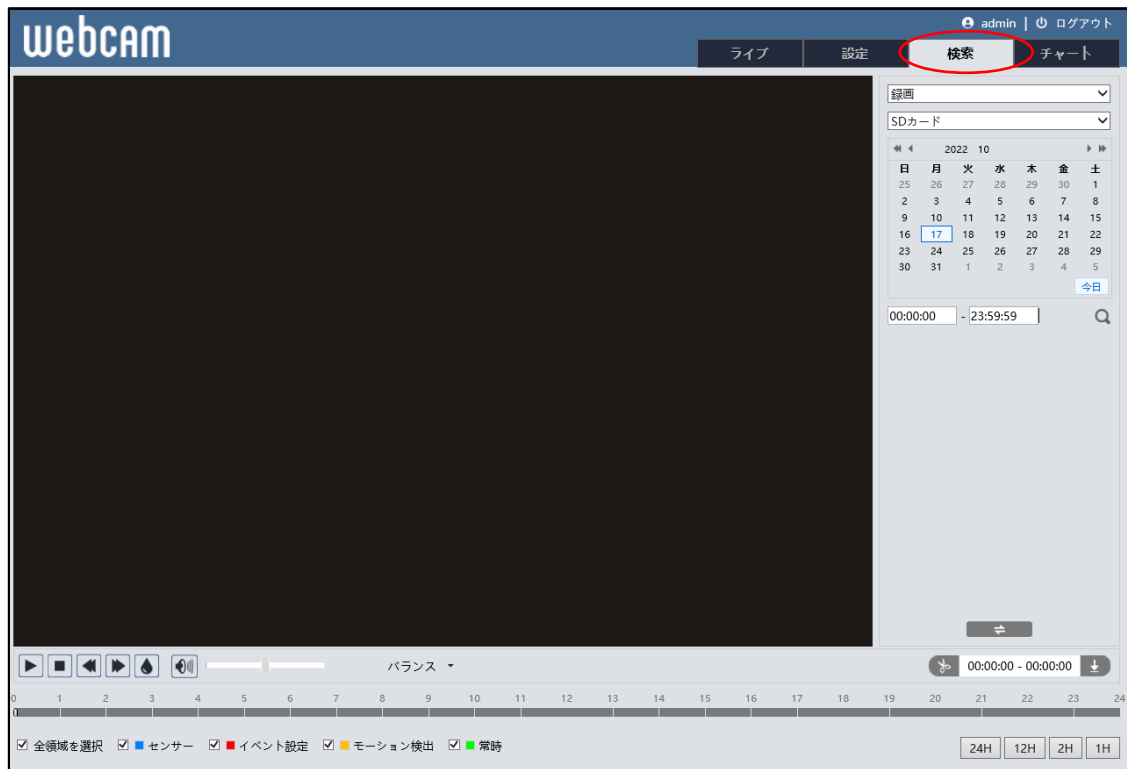 webcam
admin | ログアウト
ライブ 設定 検索 チャート
録画
SDカード
2022 10
日 月 火 水 木 金 土
25 26 27 28 29 30 1
2 3 4 5 6 7 8
9 10 11 12 13 14 15
16 17 18 19 20 21 22
23 24 25 26 27 28 29
30 31 1 2 3 4 5
今日
00:00:00 - 23:59:59
バランス
00:00:00 - 00:00:00
0 1 2 3 4 5 6 7 8 9 10 11 12 13 14 15 16 17 18 19 20 21 22 23 24
全領域を選択 センサー イベント設定 モーション検出 常時
24H 12H 2H 1H